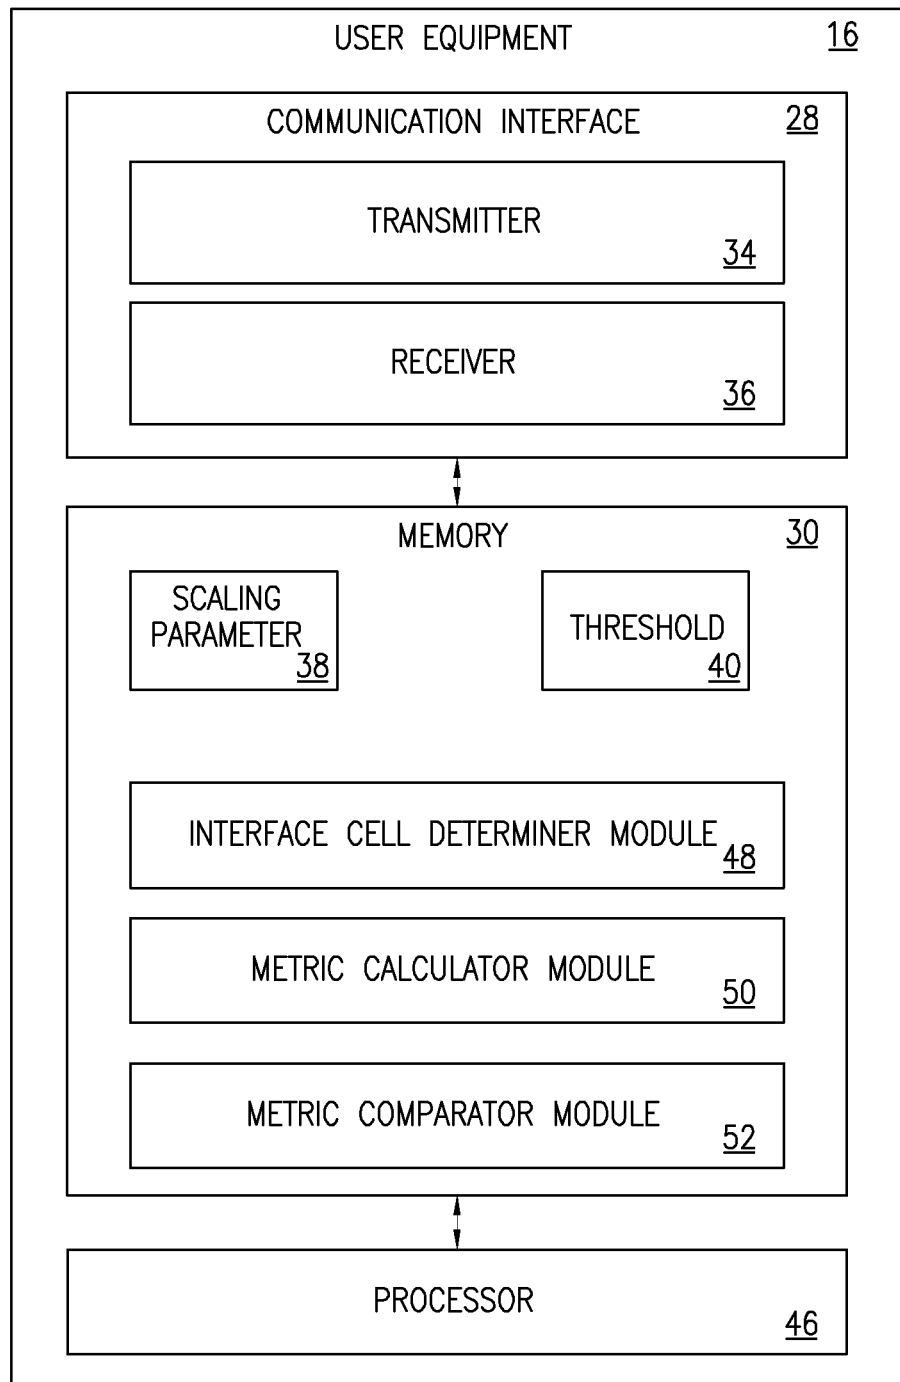 USER EQUIPMENT 16
COMMUNICATION INTERFACE 28
TRANSMITTER
34
RECEIVER
36
MEMORY 30
SCALING
PARAMETER
38
THRESHOLD
40
INTERFACE CELL DETERMINER MODULE
48
METRIC CALCULATOR MODULE
50
METRIC COMPARATOR MODULE
52
PROCESSOR
46